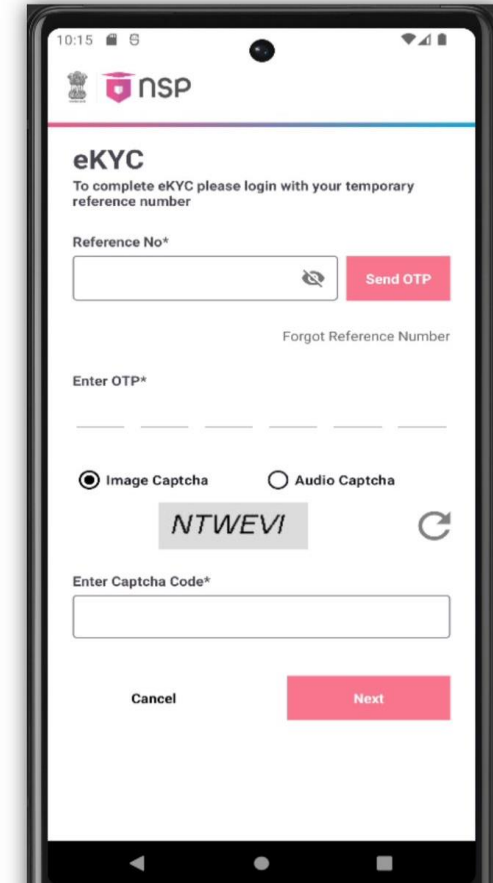 10:15
nsp
eKYC
To complete eKYC please login with your temporary
reference number
Reference No*
Send OTP
Forgot Reference Number
Enter OTP*
Image Captcha Audio Captcha
NTWEVI
Enter Captcha Code*
Cancel Next